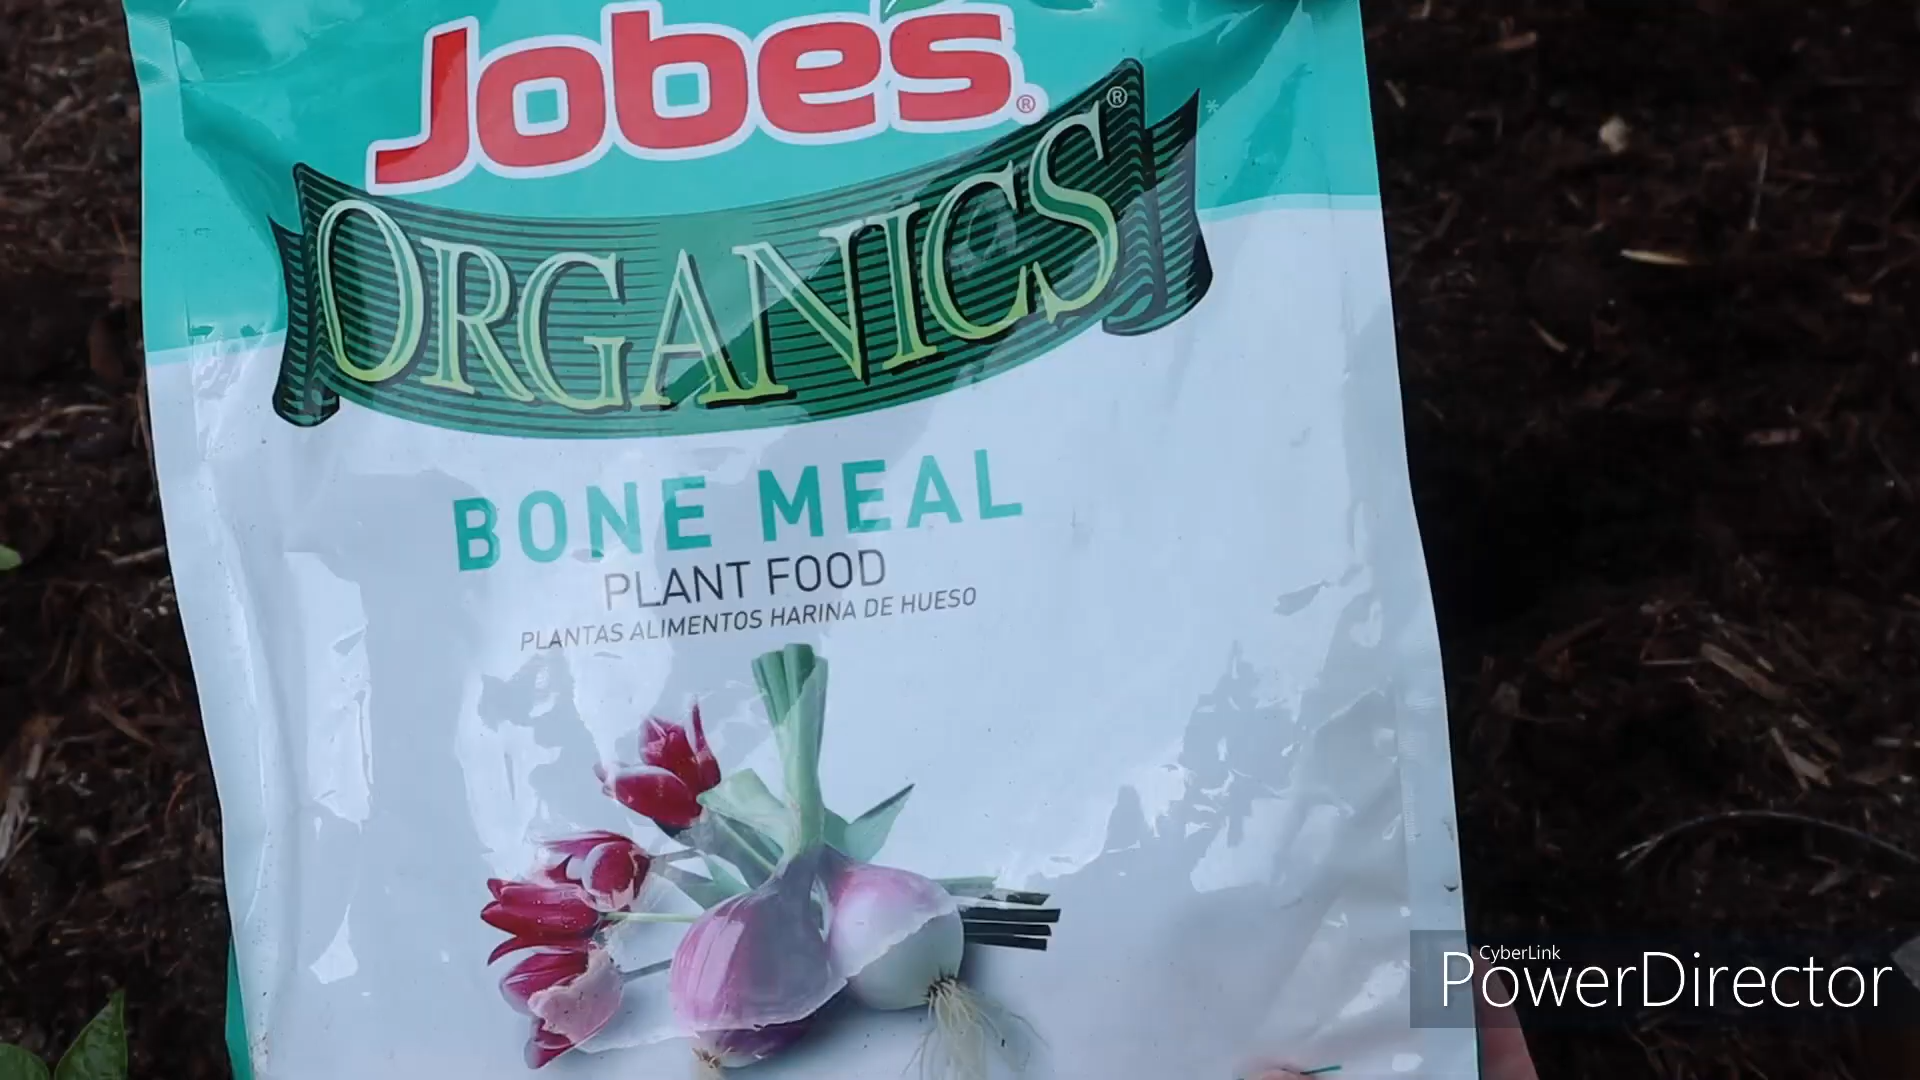 Jobe's®
ORGANICS®
BONE MEAL
PLANT FOOD
PLANTAS ALIMENTOS HARINA DE HUESO
CyberLink
PowerDirector